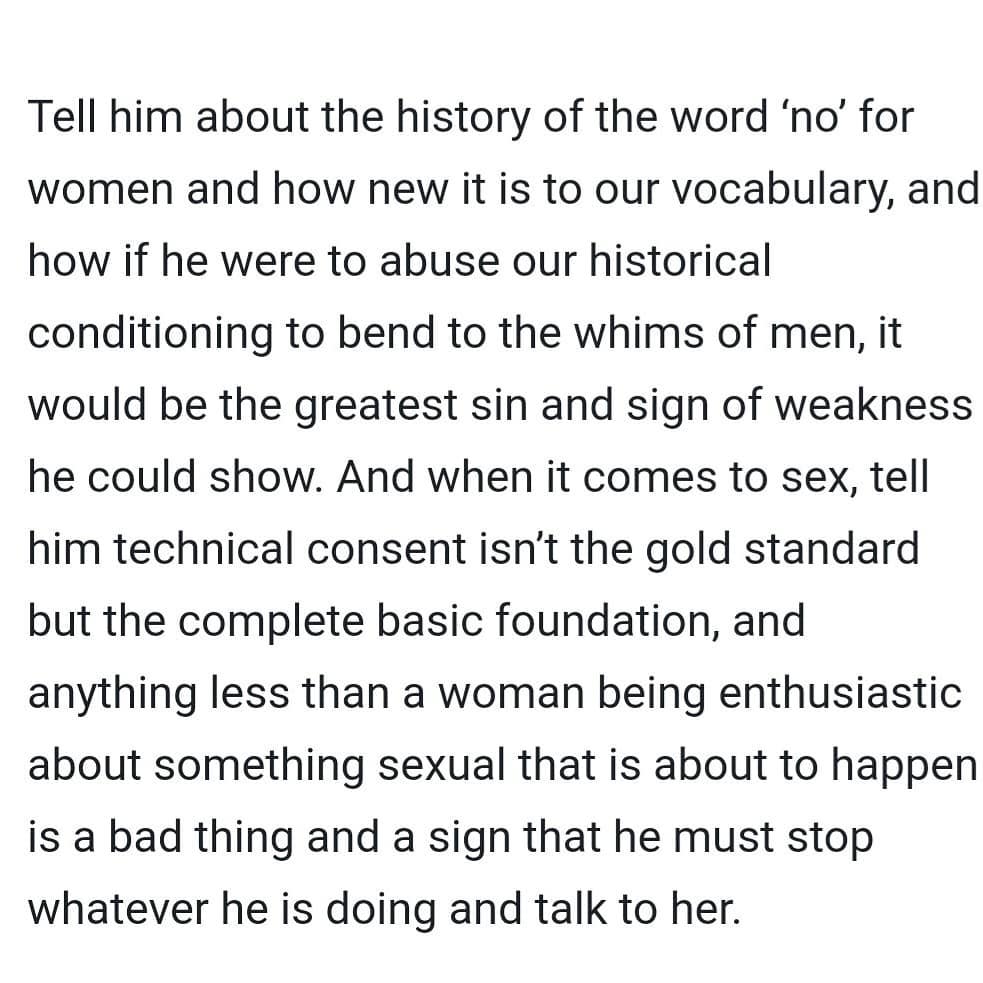 Tell him about the history of the word ‘no’ for
women and how new it is to our vocabulary, and
how if he were to abuse our historical
conditioning to bend to the whims of men, it
would be the greatest sin and sign of weakness
he could show. And when it comes to sex, tell
him technical consent isn’t the gold standard
but the complete basic foundation, and
anything less than a woman being enthusiastic
about something sexual that is about to happen
is a bad thing and a sign that he must stop
whatever he is doing and talk to her.